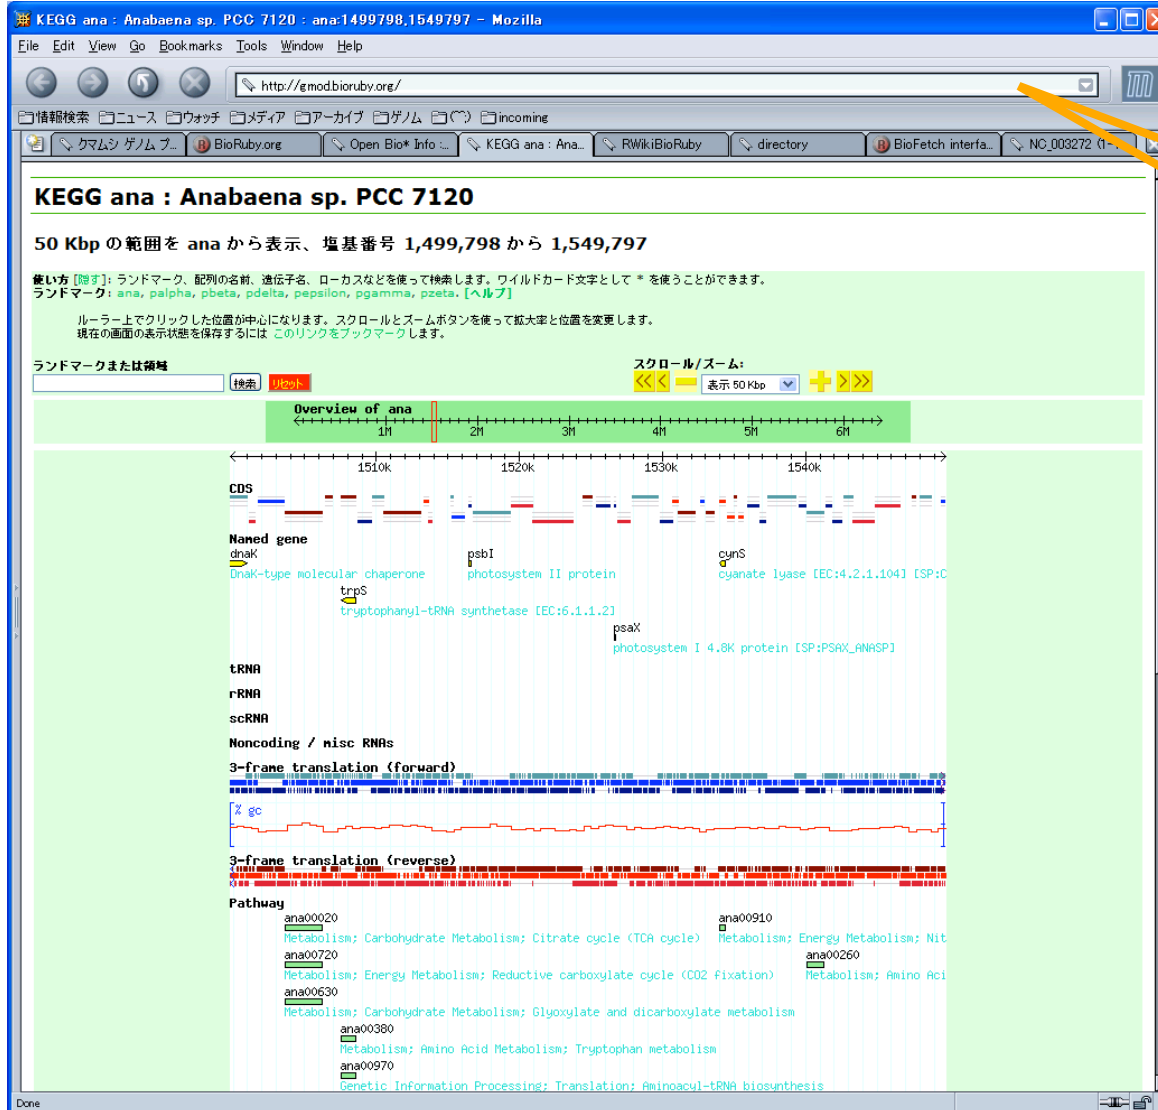 KEGG ana : Anabaena sp. PCC 7120 : ana:1499798,1549797 - Mozilla
File Edit View Go Bookmarks Tools Window Help
http://gmod.bioruby.org/
情報検索 ニュース ウォッチ メディア アーカイブ ゲノム (^^) incoming
クマムシ ゲノム プ... BioRuby.org Open Bio* Info :... KEGG ana : Ana... RWikiBioRuby directory BioFetch interfa... NC_003272 (1-
KEGG ana : Anabaena sp. PCC 7120
50 Kbp の範囲を ana から表示、塩基番号 1,499,798 から 1,549,797
使い方 [隠す]: ランドマーク、配列の名前、遺伝子名、ローカスなどを使って検索します。ワイルドカード文字として * を使うことができます。
ランドマーク: ana, palpha, pbeta, pdelta, pepsilon, pgamma, pzeta. [ヘルプ]
ルーラー上でクリックした位置が中心になります。スクロールとズームボタンを使って拡大率と位置を変更します。
現在の画面の表示状態を保存するには このリンクをブックマークします。
ランドマークまたは領域 スクロール/ズーム:
検索 リセット 表示 50 Kbp
Overview of ana
1M 2M 3M 4M 5M 6M
1510k 1520k 1530k 1540k
CDS
Named gene
dnaK psbI cynS
DnaK-type molecular chaperone photosystem II protein cyanate lyase [EC:4.2.1.104] [SP:C
trpS
tryptophanyl-tRNA synthetase [EC:6.1.1.2]
psaX
photosystem I 4.8K protein [SP:PSAX_ANASP]
tRNA
rRNA
scRNA
Noncoding / misc RNAs
3-frame translation (forward)
% gc
3-frame translation (reverse)
Pathway
ana00020 ana00910
Metabolism; Carbohydrate Metabolism; Citrate cycle (TCA cycle) Metabolism; Energy Metabolism; Nit
ana00720 ana00260
Metabolism; Energy Metabolism; Reductive carboxylate cycle (CO2 fixation) Metabolism; Amino Aci
ana00630
Metabolism; Carbohydrate Metabolism; Glyoxylate and dicarboxylate metabolism
ana00380
Metabolism; Amino Acid Metabolism; Tryptophan metabolism
ana00970
Genetic Information Processing; Translation; Aminoacyl-tRNA biosynthesis
Done